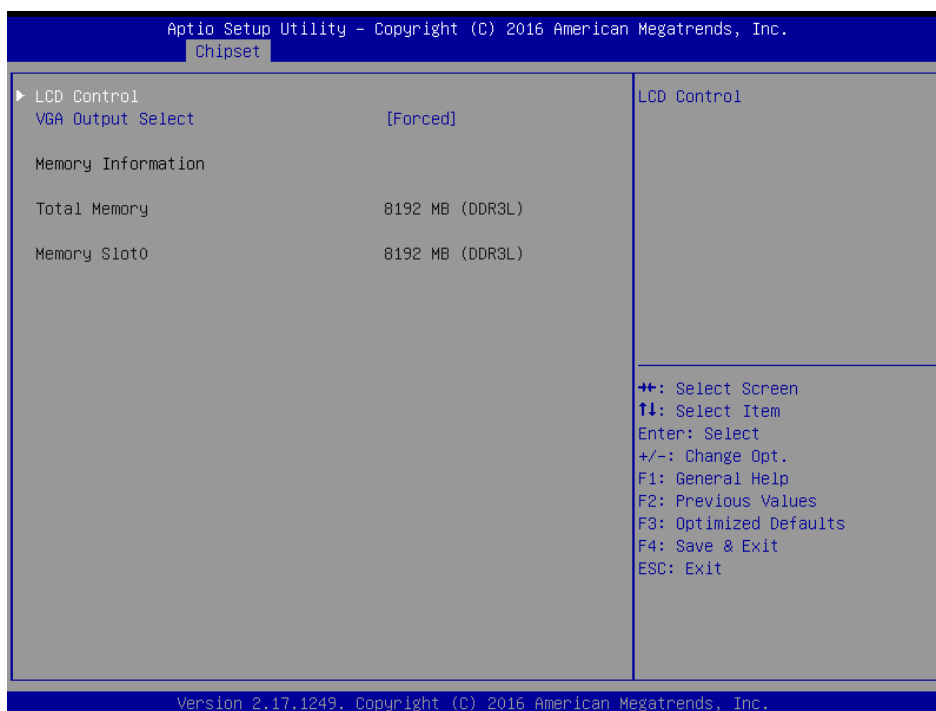 Aptio Setup Utility – Copyright (C) 2016 American Megatrends, Inc.
Chipset
LCD Control
VGA Output Select [Forced]
Memory Information
Total Memory 8192 MB (DDR3L)
Memory Slot0 8192 MB (DDR3L)
LCD Control
→←: Select Screen
↑↓: Select Item
Enter: Select
+/-: Change Opt.
F1: General Help
F2: Previous Values
F3: Optimized Defaults
F4: Save & Exit
ESC: Exit
Version 2.17.1249. Copyright (C) 2016 American Megatrends, Inc.